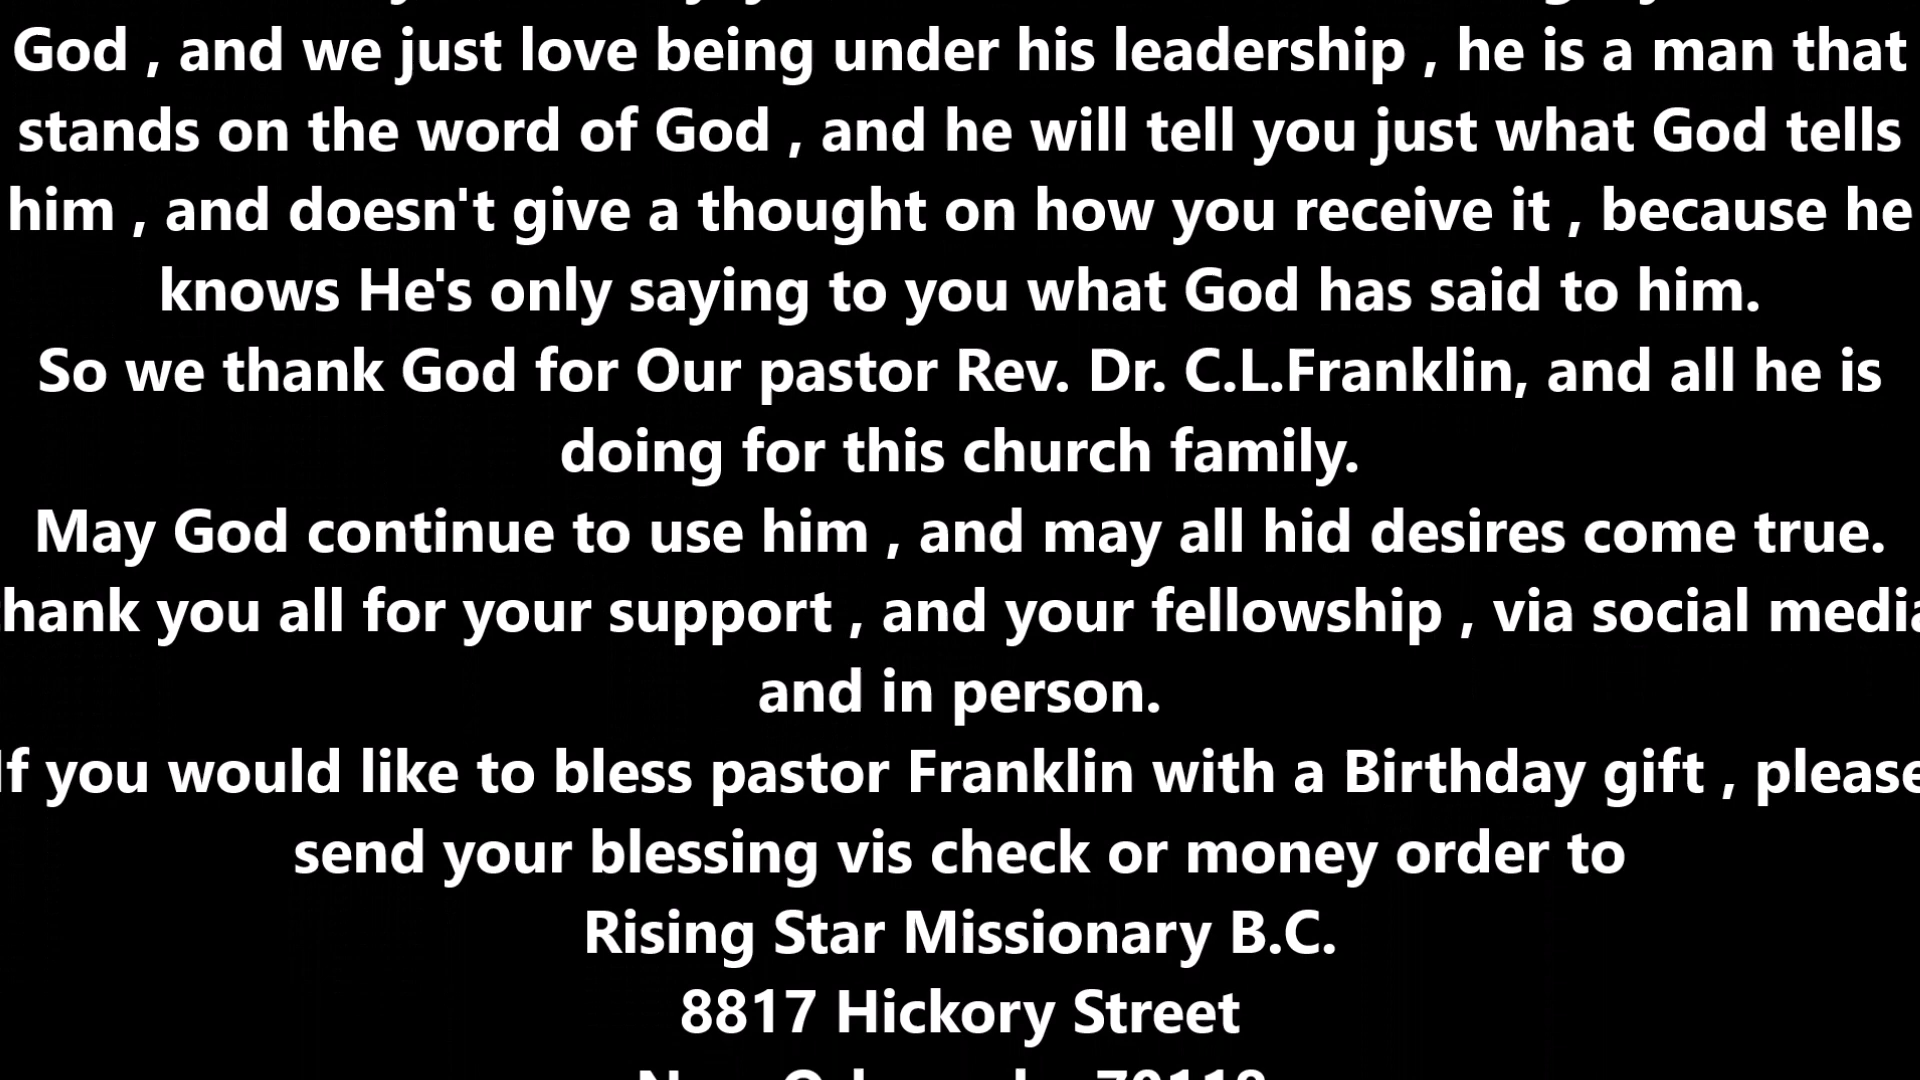 God , and we just love being under his leadership , he is a man that
stands on the word of God , and he will tell you just what God tells
him , and doesn't give a thought on how you receive it , because he
knows He's only saying to you what God has said to him.
So we thank God for Our pastor Rev. Dr. C.L.Franklin, and all he is
doing for this church family.
May God continue to use him , and may all hid desires come true.
hank you all for your support , and your fellowship , via social media
and in person.
If you would like to bless pastor Franklin with a Birthday gift , please
send your blessing vis check or money order to
Rising Star Missionary B.C.
8817 Hickory Street